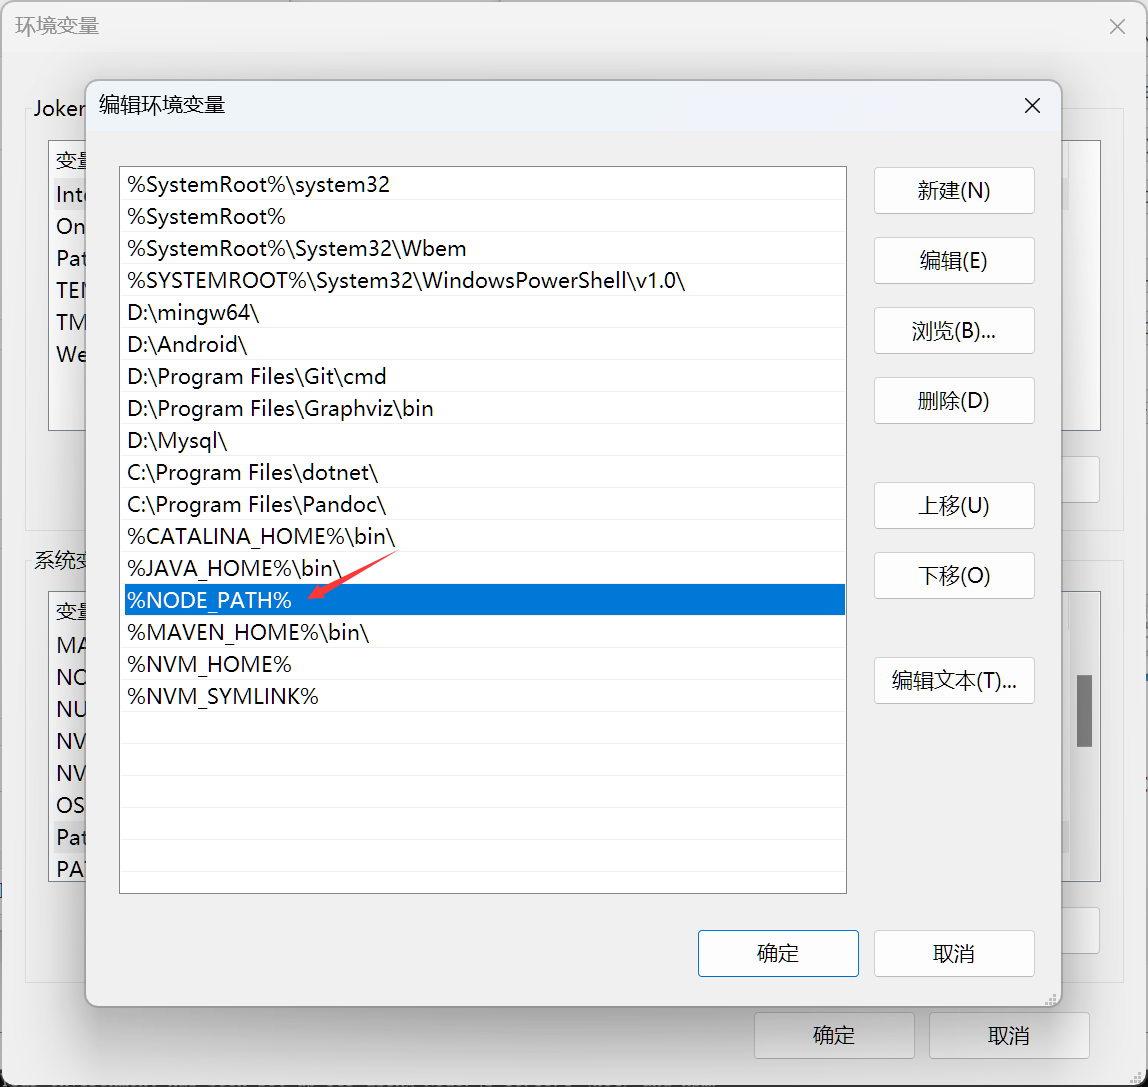 环境变量
Joker
编辑环境变量
变量
Inte
On
Pat
TEM
TM
We
%SystemRoot%\system32
%SystemRoot%
%SystemRoot%\System32\Wbem
%SYSTEMROOT%\System32\WindowsPowerShell\v1.0\
D:\mingw64\
D:\Android\
D:\Program Files\Git\cmd
D:\Program Files\Graphviz\bin
D:\Mysql\
C:\Program Files\dotnet\
C:\Program Files\Pandoc\
%CATALINA_HOME%\bin\
%JAVA_HOME%\bin\
%NODE_PATH%
%MAVEN_HOME%\bin\
%NVM_HOME%
%NVM_SYMLINK%
新建(N)
编辑(E)
浏览(B)...
删除(D)
上移(U)
下移(O)
编辑文本(T)...
系统变
变量
MA
NO
NU
NV
NV
OS
Pat
PA
确定
取消
确定
取消